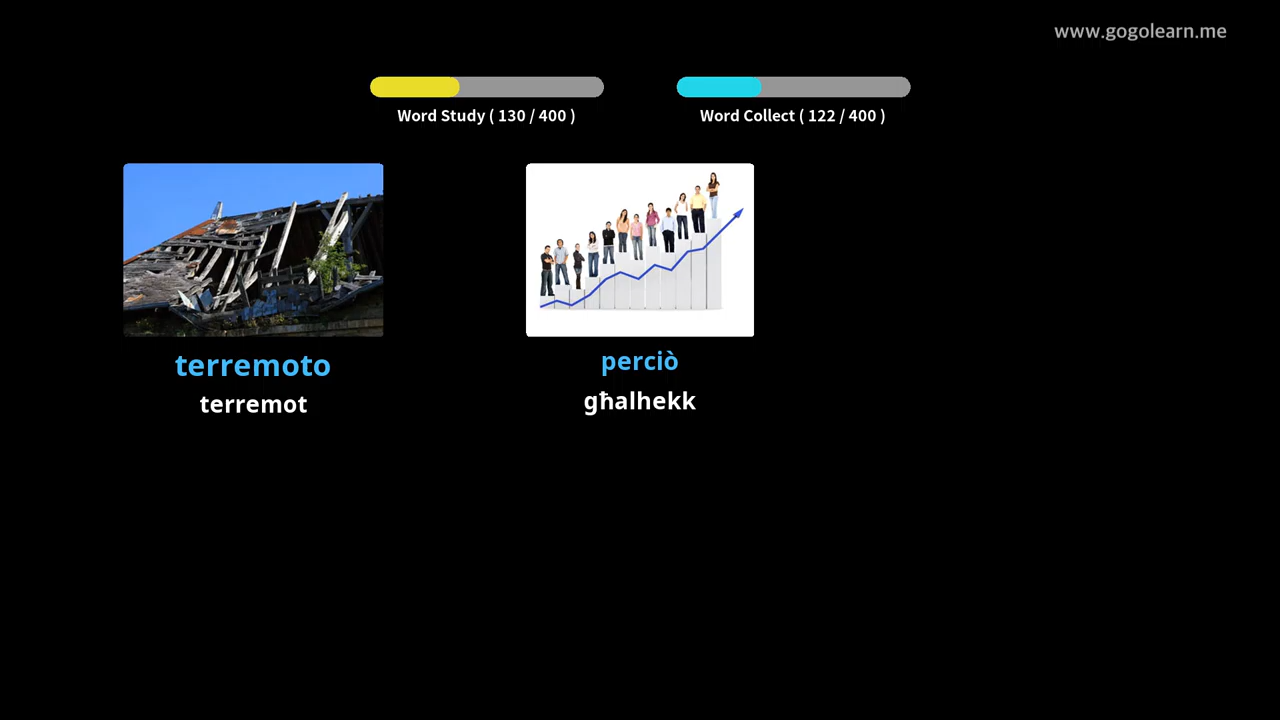 www.gogolearn.me
Word Study ( 130 / 400 )
Word Collect ( 122 / 400 )
terremoto
terremot
perciò
għalhekk